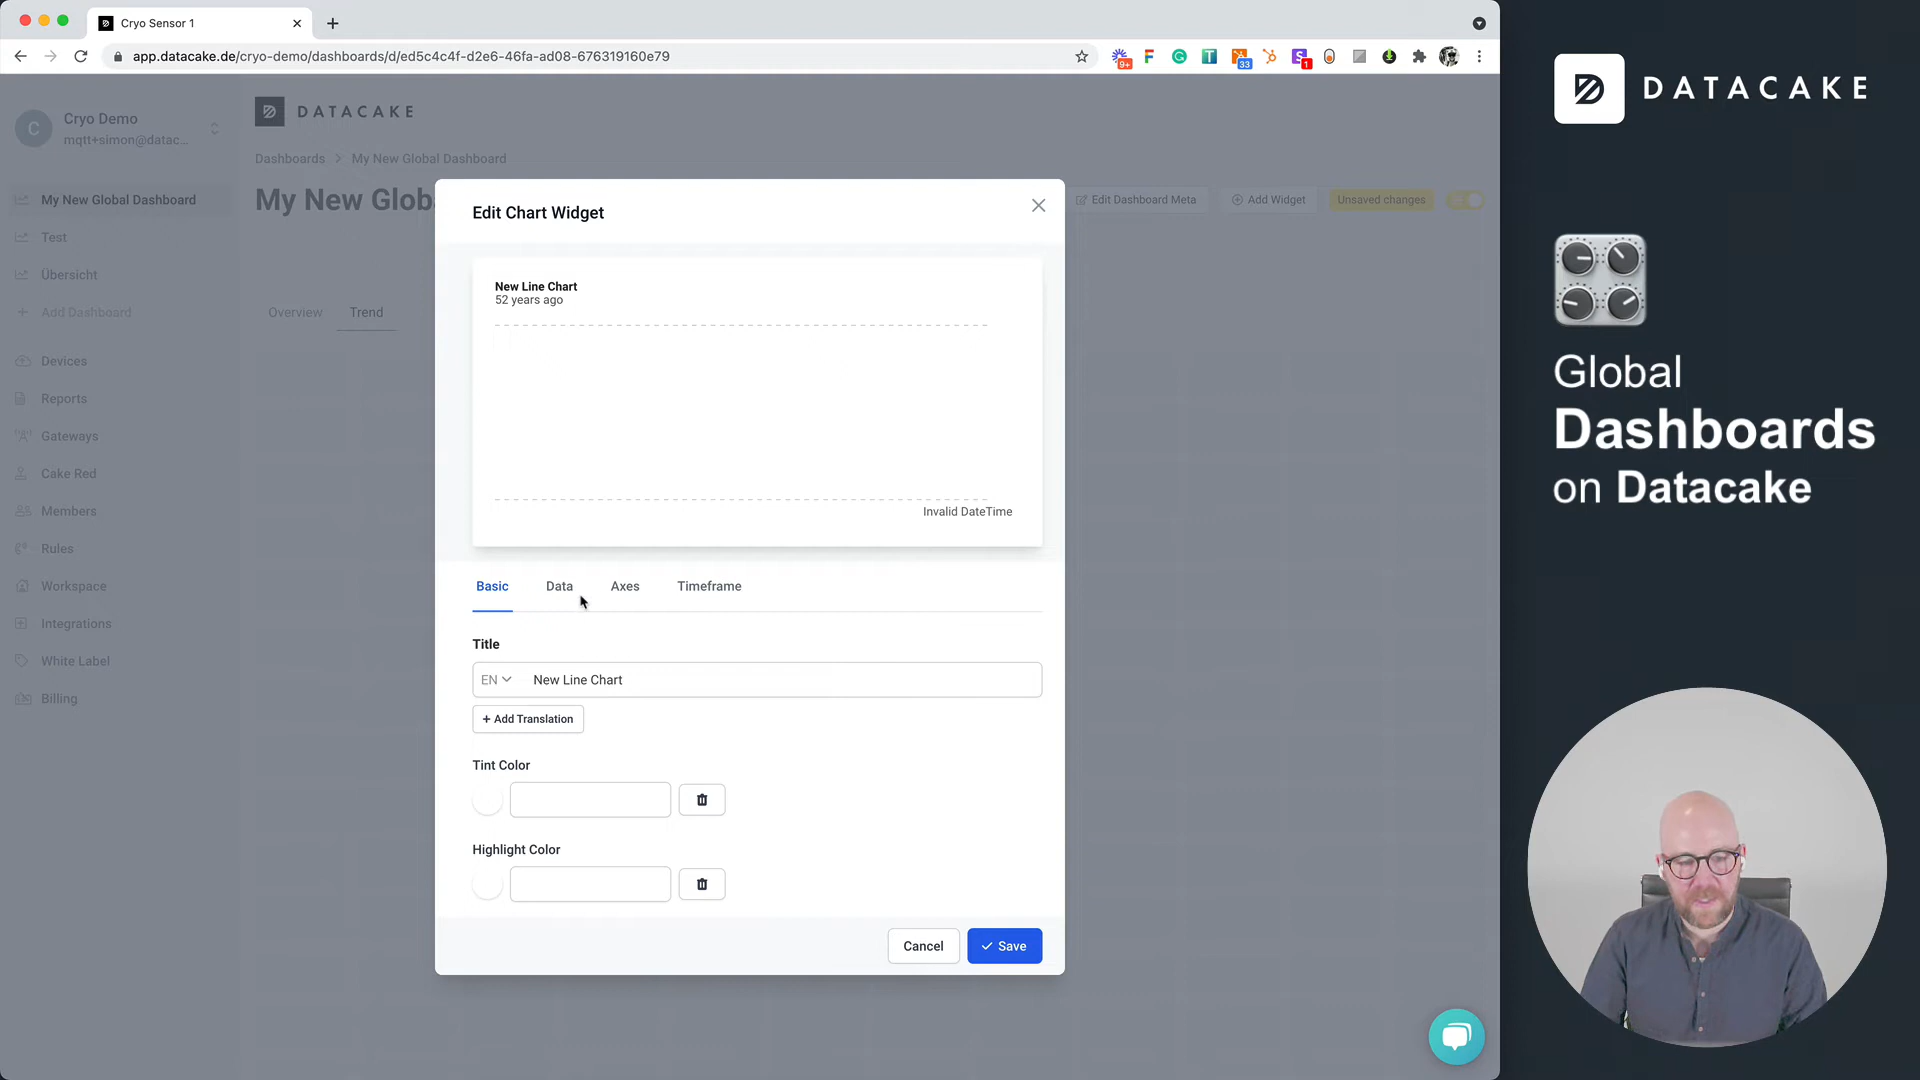 Cryo Sensor 1
app.datacake.de/cryo-demo/dashboards/d/ed5c4c4f-d2e6-46fa-ad08-676319160e79
9+
33
1
C
Cryo Demo
mqtt+simon@datac...
My New Global Dashboard
Test
Übersicht
Add Dashboard
Devices
Reports
Gateways
Cake Red
Members
Rules
Workspace
Integrations
White Label
Billing
DATACAKE
Dashboards > My New Global Dashboard
My New Glob
Edit Dashboard Meta
Add Widget
Unsaved changes
Overview
Trend
Edit Chart Widget
New Line Chart
52 years ago
Invalid DateTime
Basic
Data
Axes
Timeframe
Title
EN
New Line Chart
+ Add Translation
Tint Color
Highlight Color
Cancel
Save
DATACAKE
Global
Dashboards
on Datacake